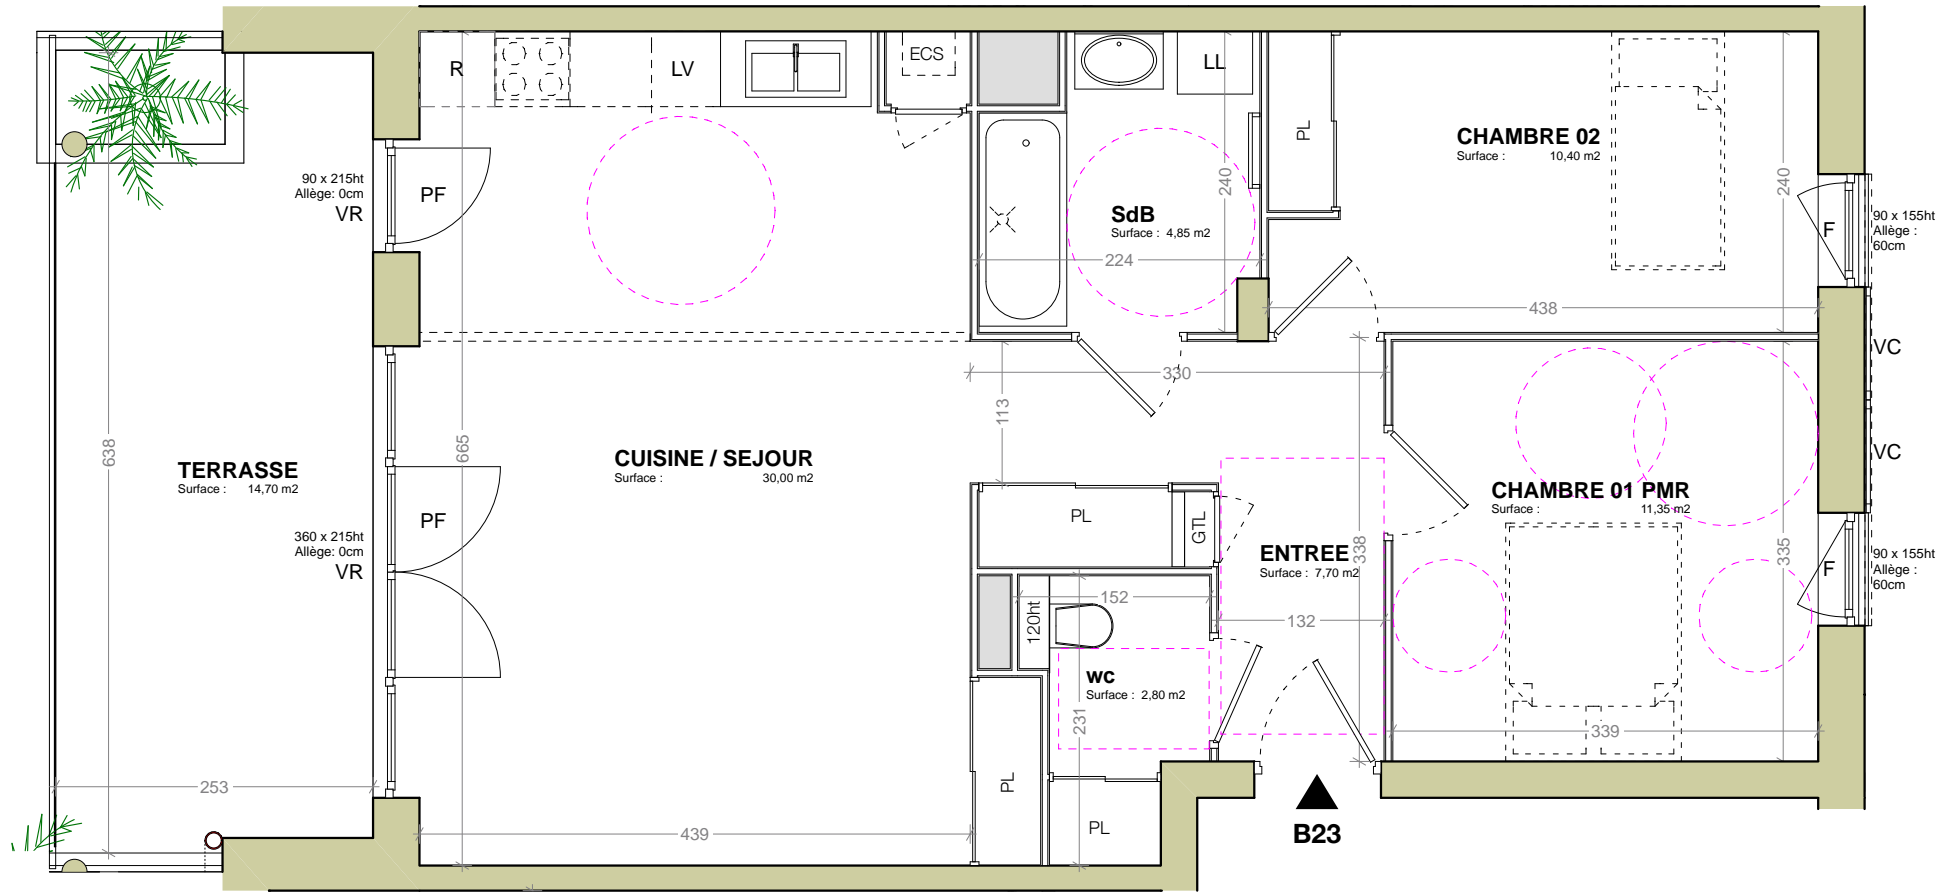 R
LV
ECS
LL
PL
CHAMBRE 02
Surface : 10,40 m2
90 x 215ht
Allège: 0cm
VR
PF
SdB
Surface : 4,85 m2
240
240
F
90 x 155ht
Allège :
60cm
224
438
VC
330
113
638
665
TERRASSE
Surface : 14,70 m2
CUISINE / SEJOUR
Surface : 30,00 m2
VC
CHAMBRE 01 PMR
Surface : 11,35 m2
PL
GTL
PF
360 x 215ht
Allège: 0cm
VR
ENTREE
Surface : 7,70 m2
338
335
F
90 x 155ht
Allège :
60cm
152
120ht
132
wc
Surface : 2,80 m2
231
339
253
PL
PL
439
B23